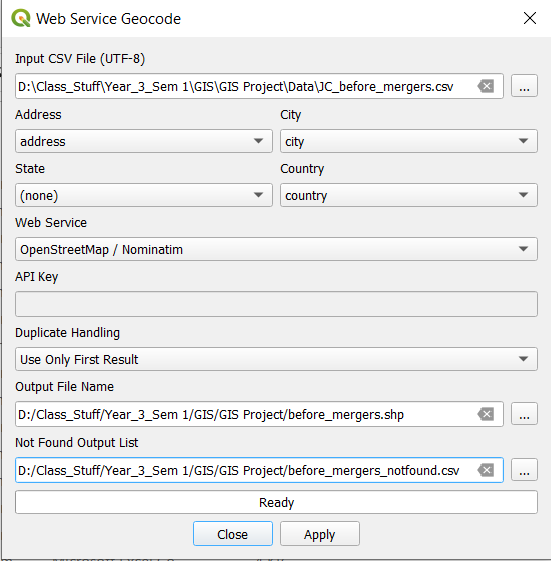 Web Service Geocode
Input CSV File (UTF-8)
D:\Class_Stuff\Year_3_Sem 1\GIS\GIS Project\Data\JC_before_mergers.csv
...
Address City
address city
State Country
(none) country
Web Service
OpenStreetMap / Nominatim
API Key
Duplicate Handling
Use Only First Result
Output File Name
D:/Class_Stuff/Year_3_Sem 1/GIS/GIS Project/before_mergers.shp
...
Not Found Output List
D:/Class_Stuff/Year_3_Sem 1/GIS/GIS Project/before_mergers_notfound.csv
...
Ready
Close Apply